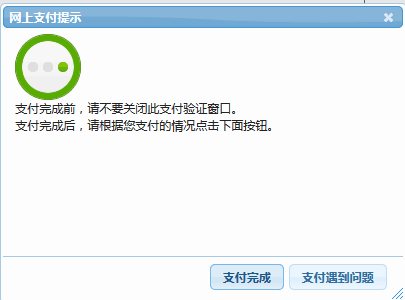 网上支付提示
支付完成前，请不要关闭此支付验证窗口。
支付完成后，请根据您支付的情况点击下面按钮。
支付完成
支付遇到问题